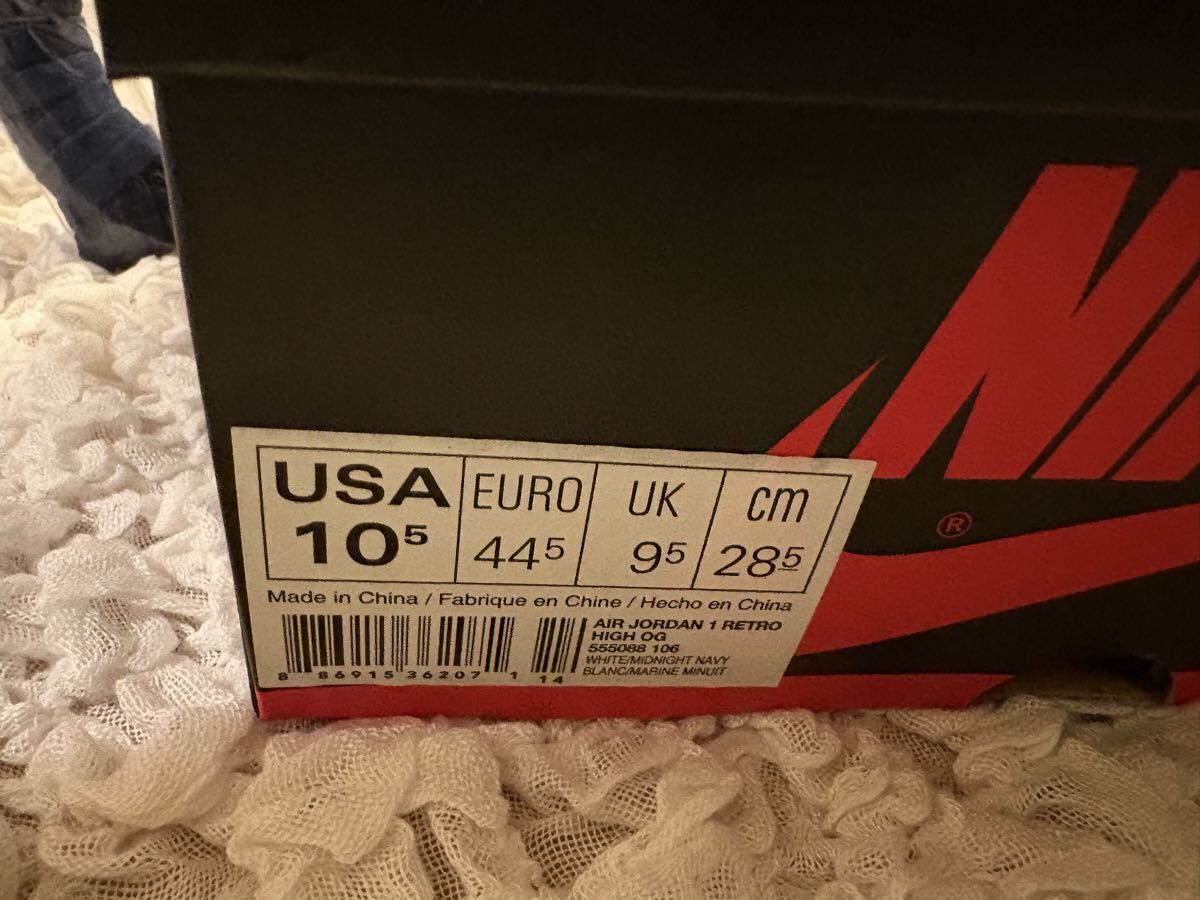 NI
®
USA EURO UK cm
10⁵ 44⁵ 9⁵ 28⁵
Made in China / Fabrique en Chine / Hecho en China
AIR JORDAN 1 RETRO
HIGH OG
555088 106
WHITE/MIDNIGHT NAVY
BLANC/MARINE MINUIT
8 86915 36207 1 14